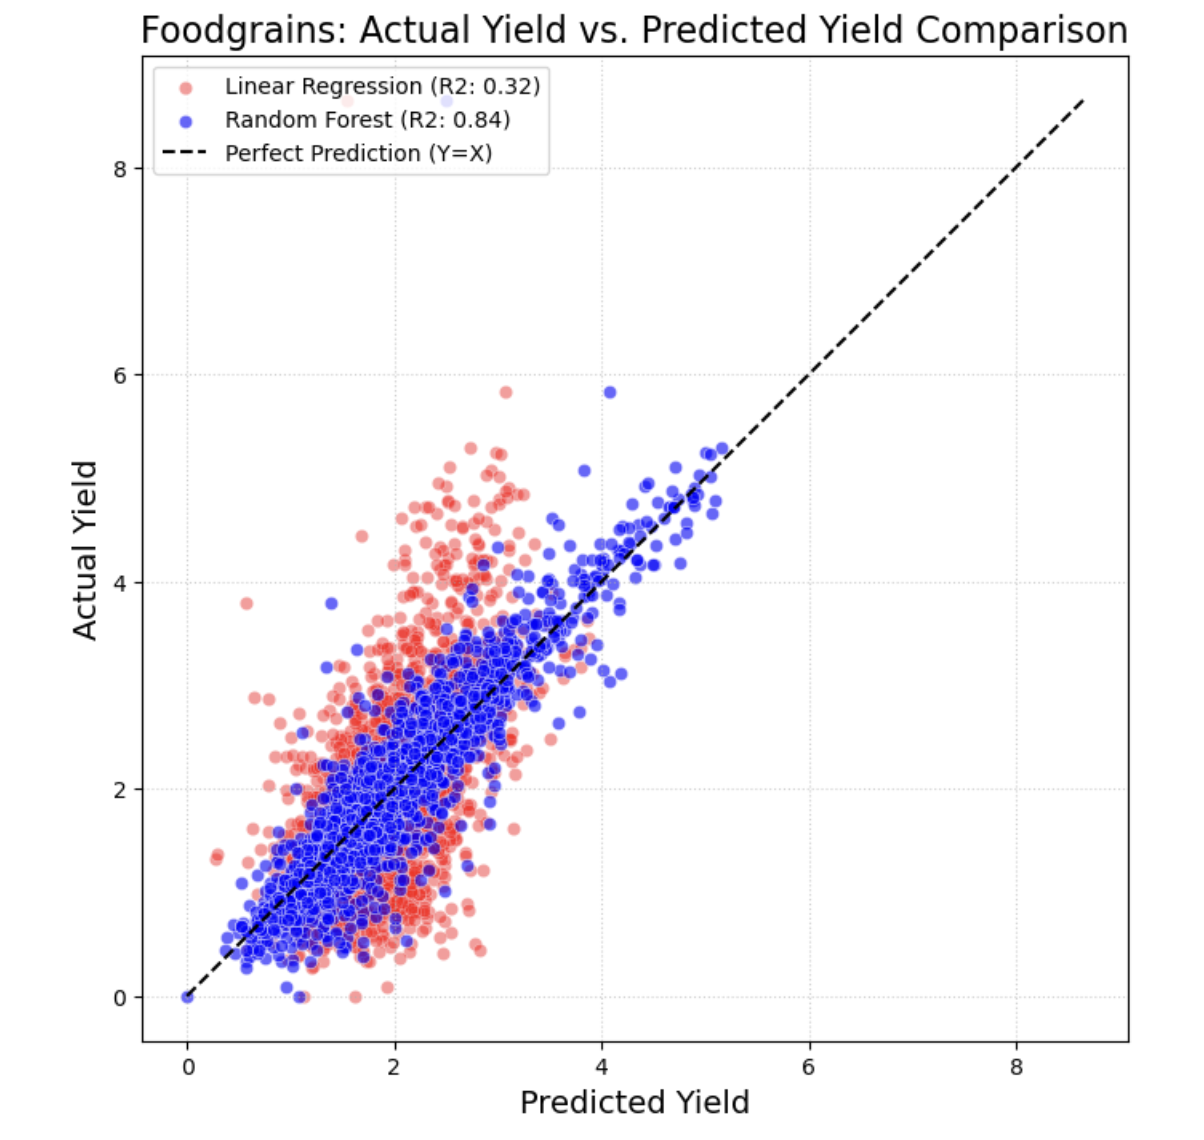 Foodgrains: Actual Yield vs. Predicted Yield Comparison
Linear Regression (R2: 0.32)
Random Forest (R2: 0.84)
Perfect Prediction (Y=X)
8
6
4
2
0
Actual Yield
0 2 4 6 8
Predicted Yield